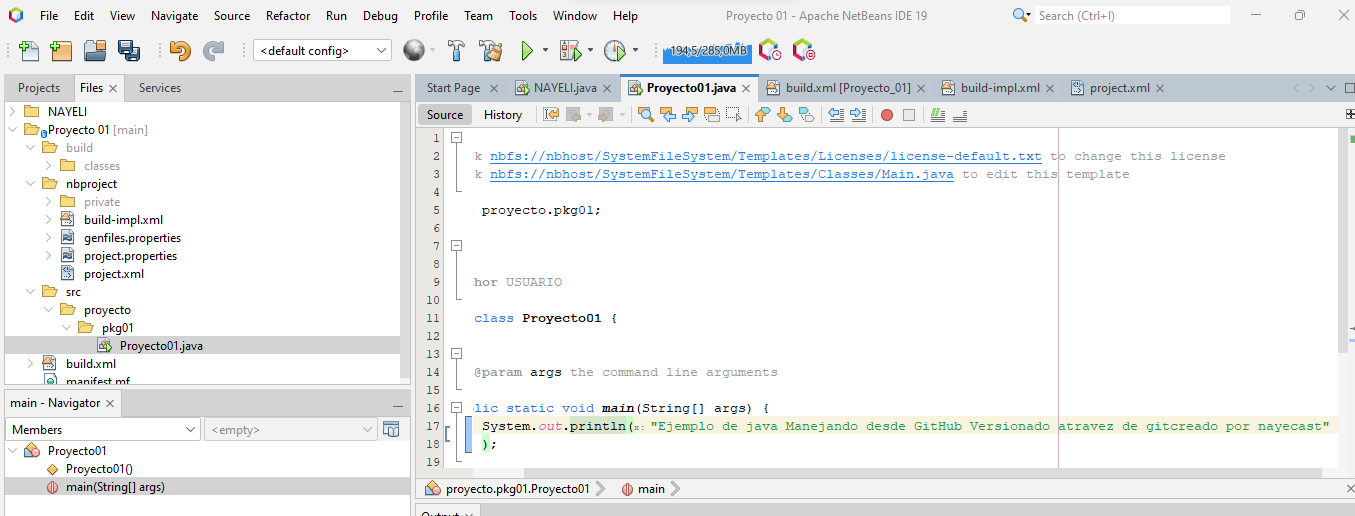 File Edit View Navigate Source Refactor Run Debug Profile Team Tools Window Help Proyecto 01 - Apache NetBeans IDE 19 Search (Ctrl+I)
<default config> 194,5/285,0MB
Projects Files Services
Start Page NAYELI.java Proyecto01.java build.xml [Proyecto_01] build-impl.xml project.xml
Source History
NAYELI
Proyecto 01 [main]
build
classes
nbproject
private
build-impl.xml
genfiles.properties
project.properties
project.xml
src
proyecto
pkg01
Proyecto01.java
build.xml
manifest.mf
1
2 k nbfs://nbhost/SystemFileSystem/Templates/Licenses/license-default.txt to change this license
3 k nbfs://nbhost/SystemFileSystem/Templates/Classes/Main.java to edit this template
4
5 proyecto.pkg01;
6
7
8
9 hor USUARIO
10
11 class Proyecto01 {
12
13
14 @param args the command line arguments
15
16 lic static void main(String[] args) {
17 System.out.println(x: "Ejemplo de java Manejando desde GitHub Versionado atravez de gitcreado por nayecast"
18 );
19
main - Navigator
Members <empty>
Proyecto01
Proyecto01()
main(String[] args)
proyecto.pkg01.Proyecto01 main
Output